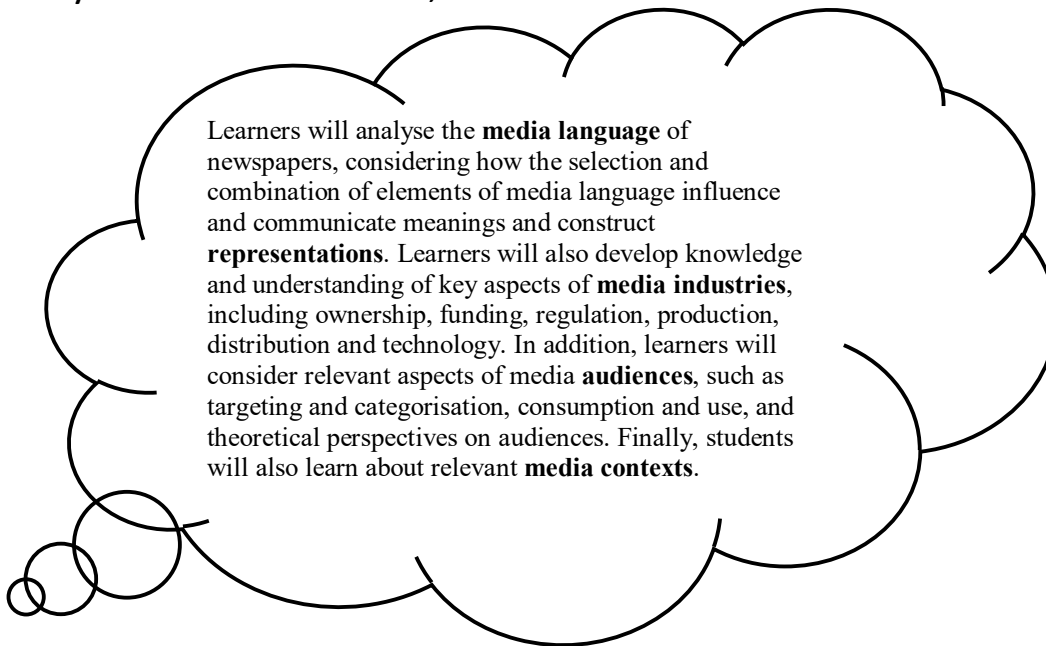 Learners will analyse the media language of
newspapers, considering how the selection and
combination of elements of media language influence
and communicate meanings and construct
representations. Learners will also develop knowledge
and understanding of key aspects of media industries,
including ownership, funding, regulation, production,
distribution and technology. In addition, learners will
consider relevant aspects of media audiences, such as
targeting and categorisation, consumption and use, and
theoretical perspectives on audiences. Finally, students
will also learn about relevant media contexts.